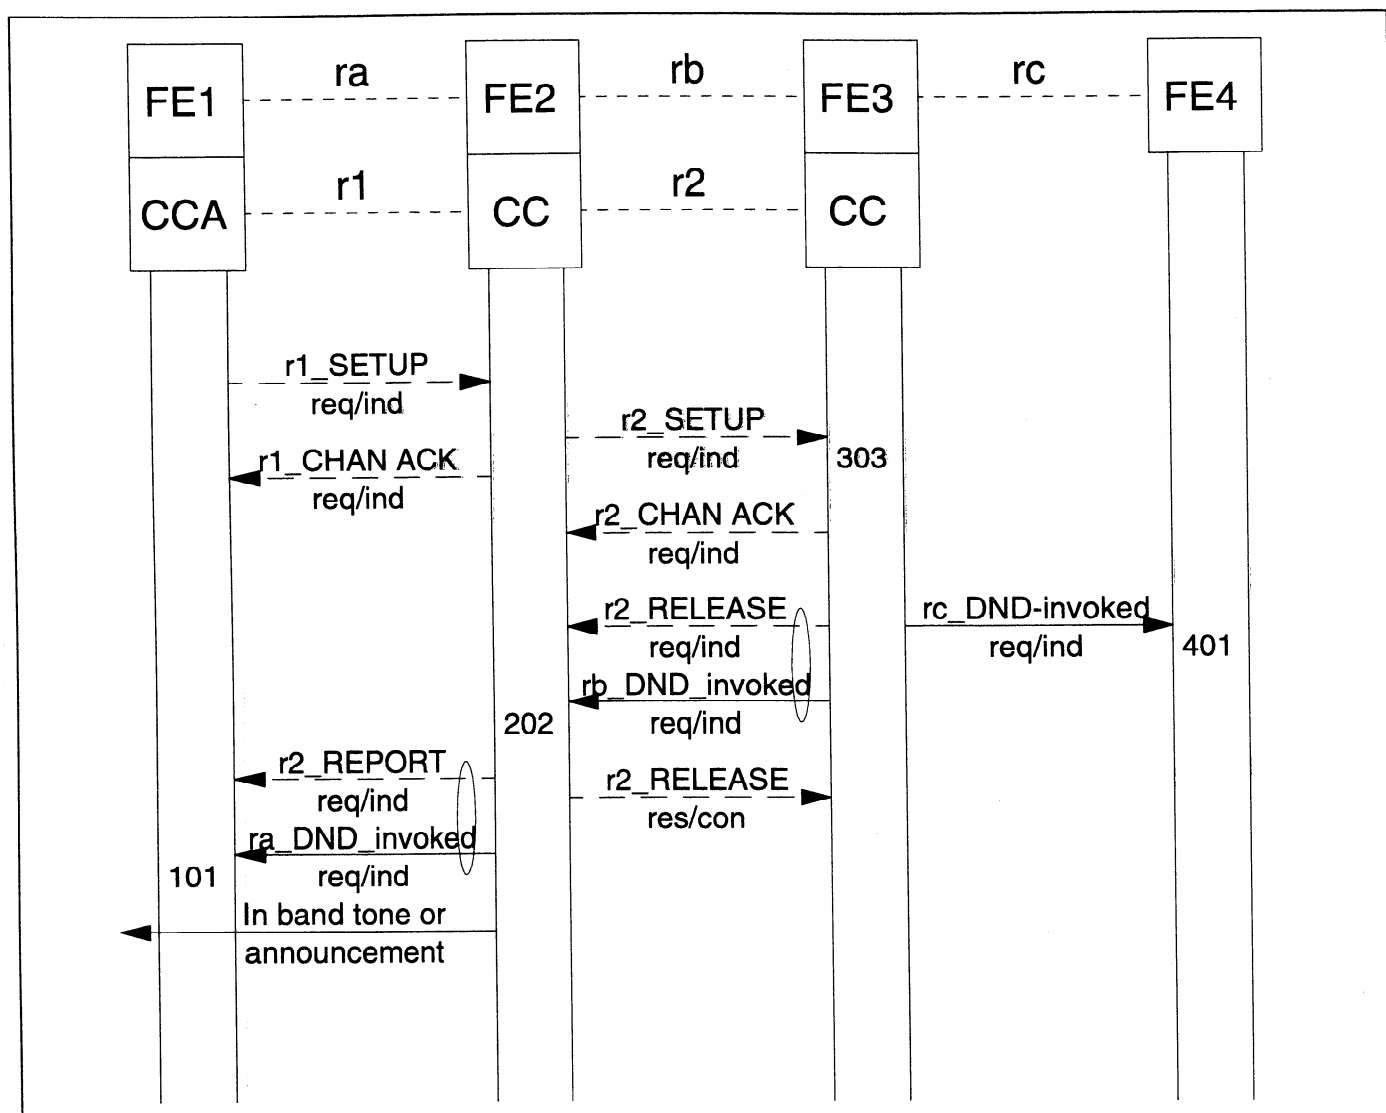 ra
rb
rc
FE1
FE2
FE3
FE4
r1
r2
CCA
CC
CC
r1_SETUP
req/ind
r2_SETUP
req/ind
303
r1_CHAN ACK
req/ind
r2_CHAN ACK
req/ind
r2_RELEASE
req/ind
rc_DND-invoked
req/ind
401
rb_DND_invoked
req/ind
202
r2_REPORT
req/ind
r2_RELEASE
res/con
ra_DND_invoked
req/ind
101
In band tone or
announcement